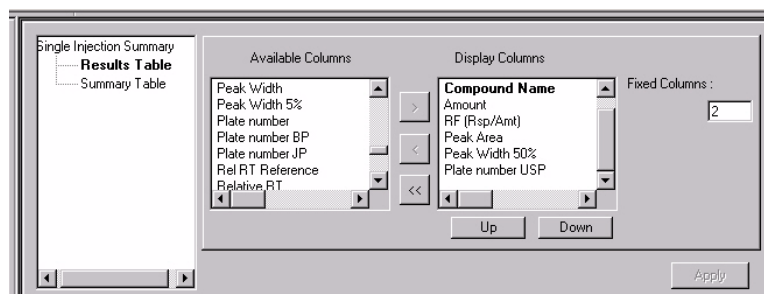 Single Injection Summary
Results Table
Summary Table
Available Columns
Peak Width
Peak Width 5%
Plate number
Plate number BP
Plate number JP
Rel RT Reference
Relative RT
>
<
<<
Display Columns
Compound Name
Amount
RF (Rsp/Amt)
Peak Area
Peak Width 50%
Plate number USP
Up
Down
Fixed Columns :
2
Apply